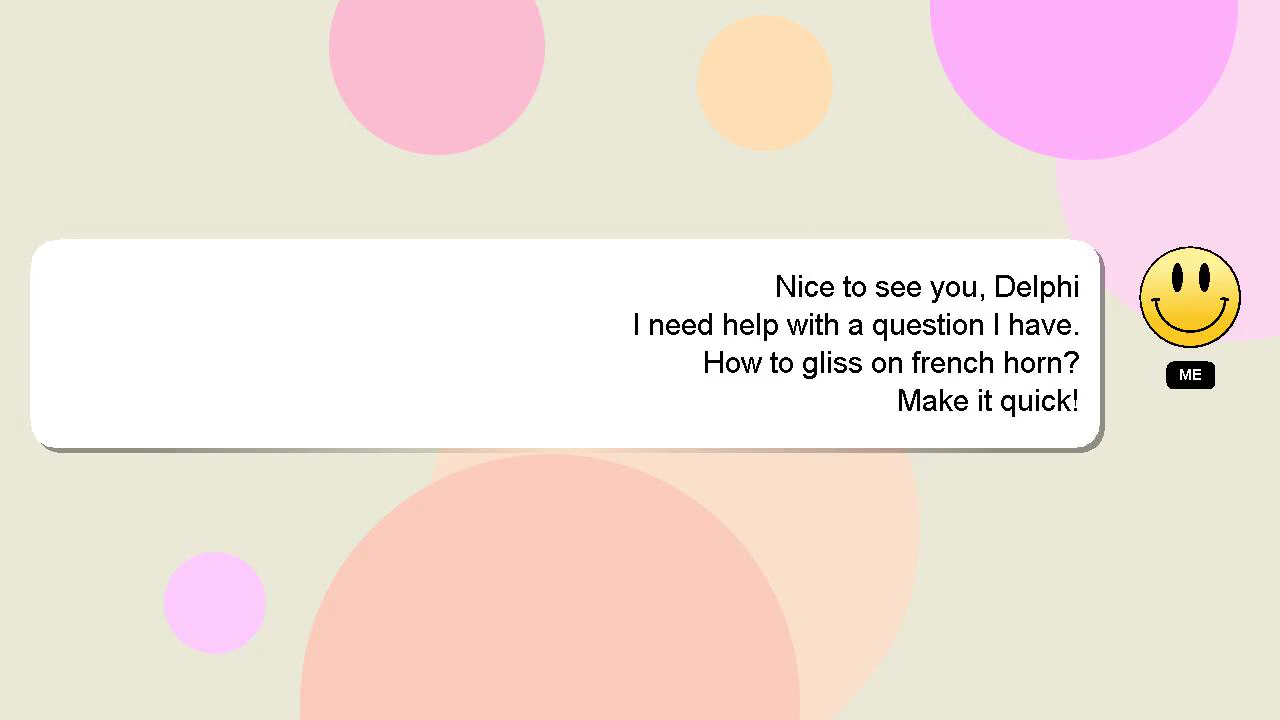 Nice to see you, Delphi
I need help with a question I have.
How to gliss on french horn?
Make it quick!
ME